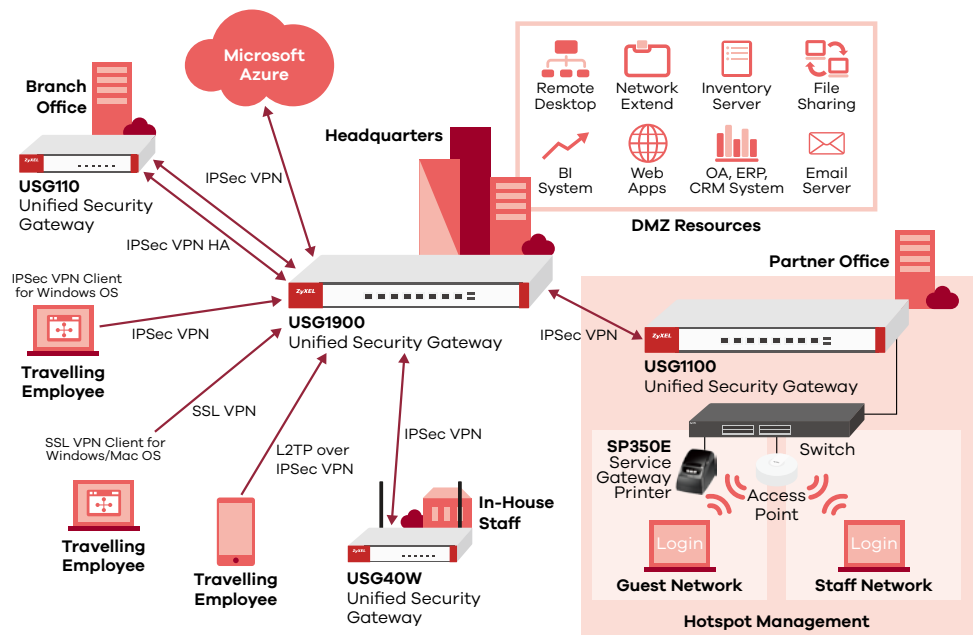 Microsoft
Azure
Branch
Office
ZyXEL
USG110
Unified Security
Gateway
IPSec VPN
IPSec VPN HA
Headquarters
Remote
Desktop
Network
Extend
Inventory
Server
File
Sharing
BI
System
Web
Apps
OA, ERP,
CRM System
Email
Server
DMZ Resources
IPSec VPN Client
for Windows OS
IPSec VPN
Travelling
Employee
ZyXEL
USG1900
Unified Security Gateway
IPSec VPN
Partner Office
ZyXEL
USG1100
Unified Security Gateway
SSL VPN
SSL VPN Client for
Windows/Mac OS
Travelling
Employee
L2TP over
IPSec VPN
Travelling
Employee
IPSec VPN
In-House
Staff
ZyXEL
USG40W
Unified Security
Gateway
Switch
SP350E
Service
Gateway
Printer
Access
Point
Login
Guest Network
Login
Staff Network
Hotspot Management